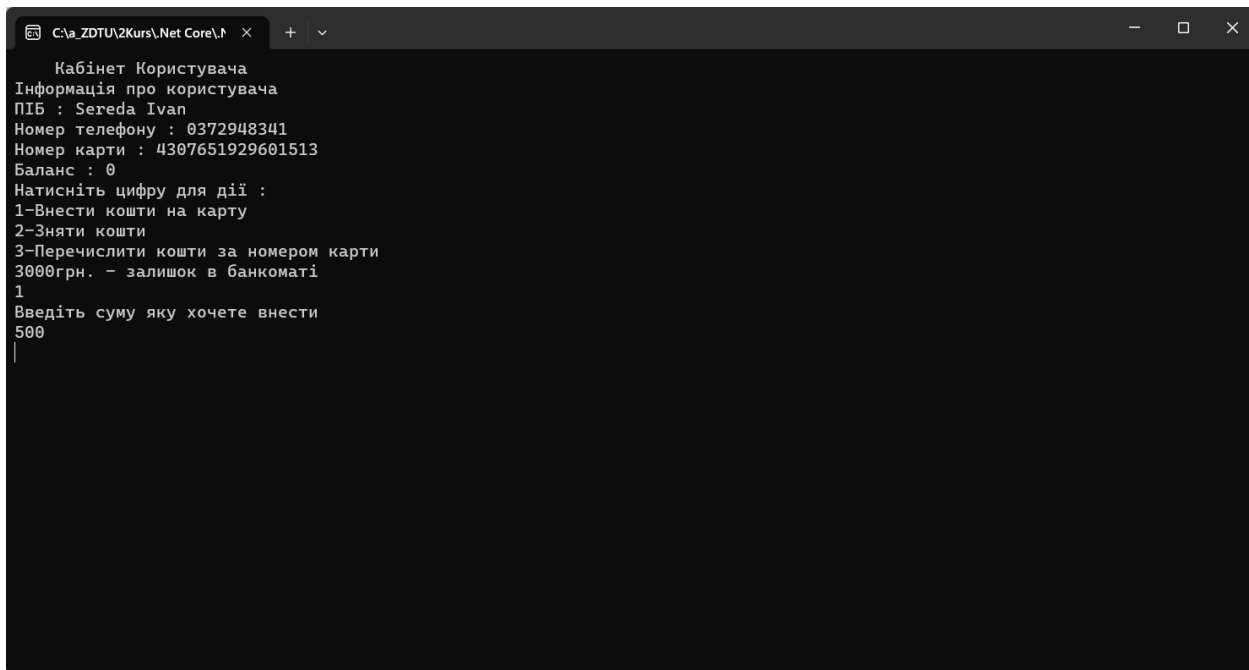 C:\a_ZDTU\2Kurs\.Net Core\.N
Кабінет Користувача
Інформація про користувача
ПІБ : Sereda Ivan
Номер телефону : 0372948341
Номер карти : 4307651929601513
Баланс : 0
Натисніть цифру для дії :
1-Внести кошти на карту
2-Зняти кошти
3-Перечислити кошти за номером карти
3000грн. - залишок в банкоматі
1
Введіть суму яку хочете внести
500